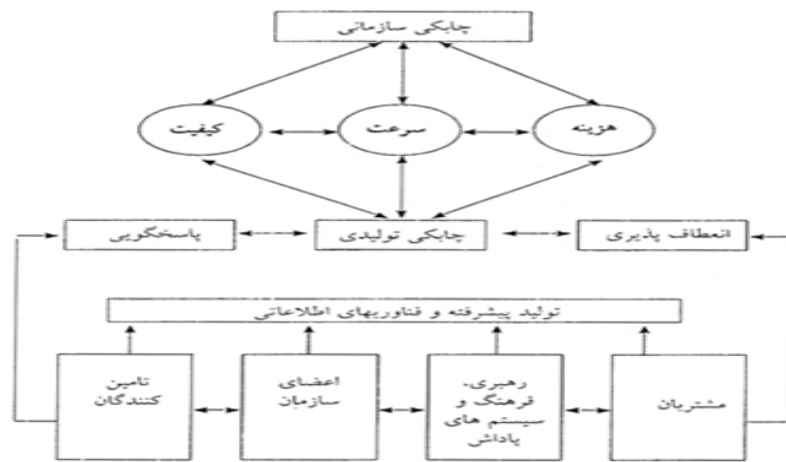 چابکی سازمانی
هزینه
سرعت
کیفیت
انعطاف پذیری
چابکی تولیدی
پاسخگویی
تولید پیشرفته و فناوریهای اطلاعاتی
مشتریان
رهبری،
فرهنگ و
سیستم های
پاداش
اعضای
سازمان
تامین
کنندگان